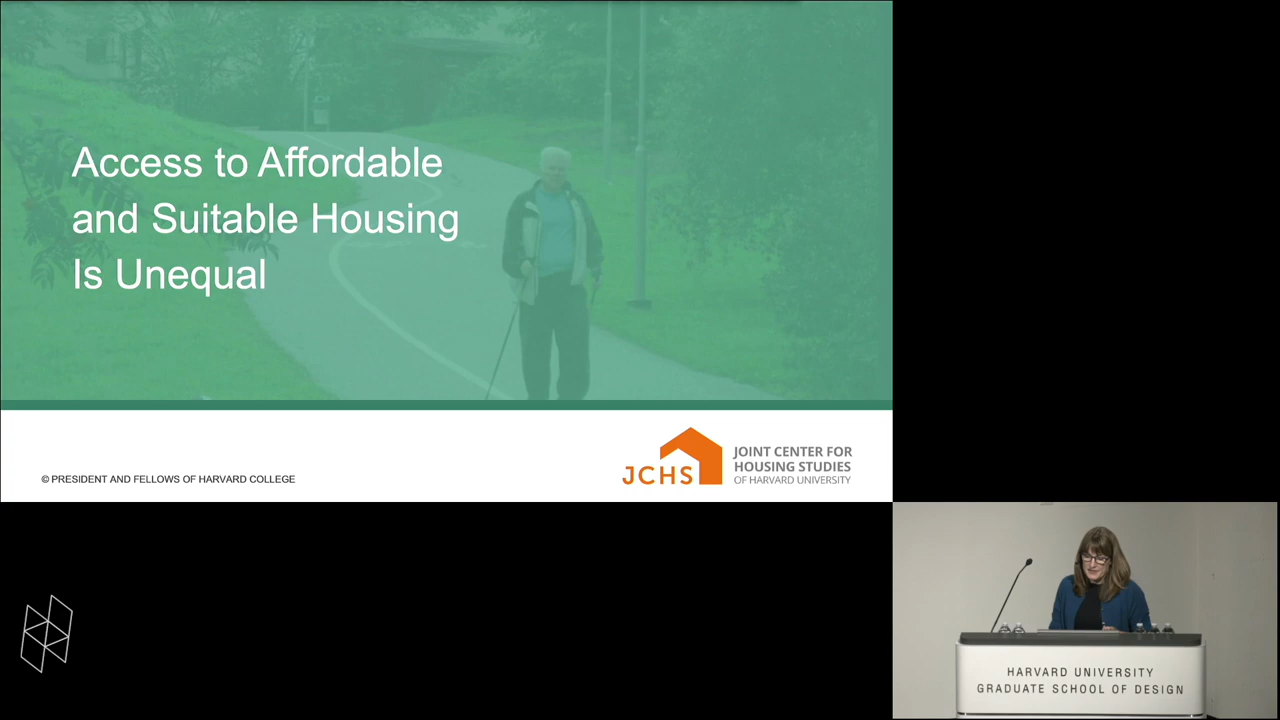 Access to Affordable
and Suitable Housing
Is Unequal
© PRESIDENT AND FELLOWS OF HARVARD COLLEGE
JCHS
JOINT CENTER FOR
HOUSING STUDIES
OF HARVARD UNIVERSITY
HARVARD UNIVERSITY
GRADUATE SCHOOL OF DESIGN